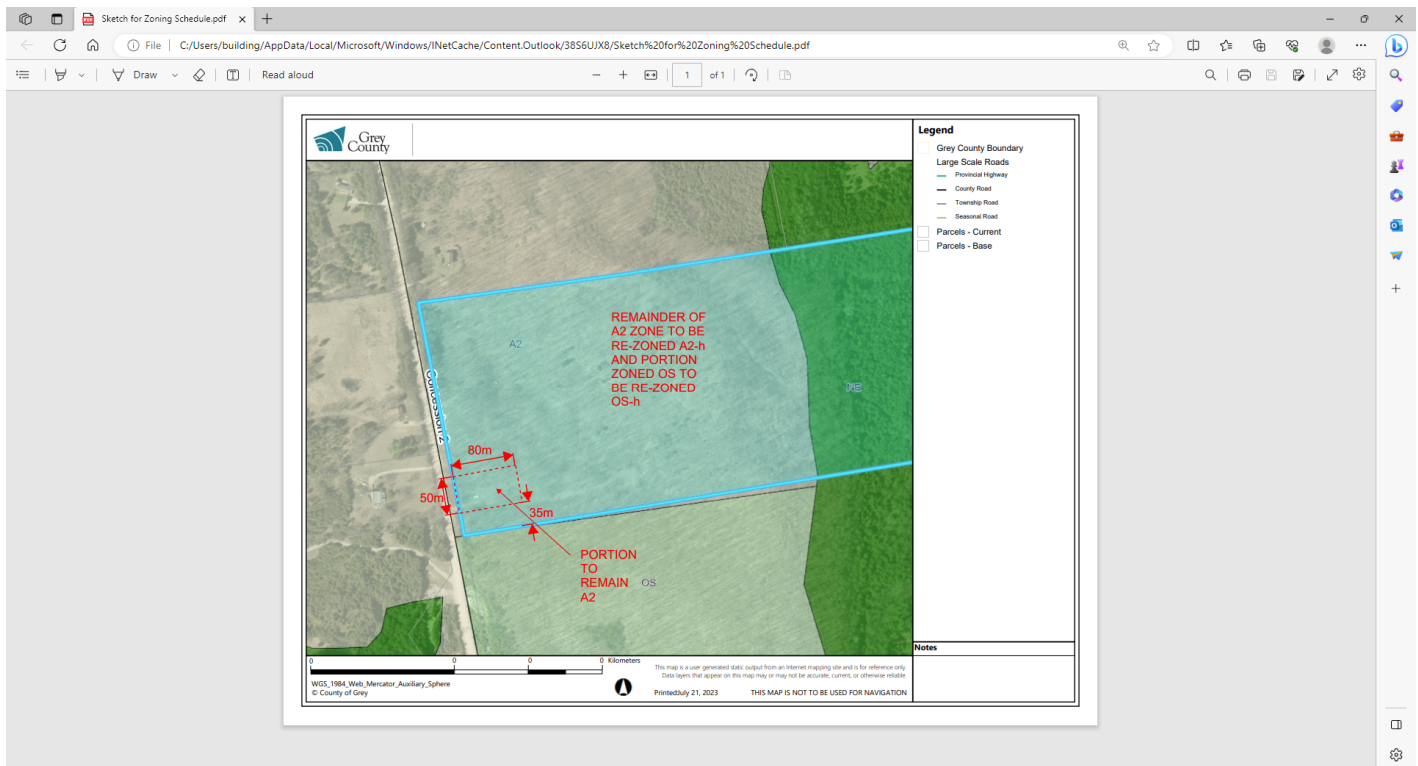 Sketch for Zoning Schedule.pdf
File
C:/Users/building/AppData/Local/Microsoft/Windows/INetCache/Content.Outlook/38S6UJX8/Sketch%20for%20Zoning%20Schedule.pdf
Draw
Read aloud
1 of 1
Grey
County
Legend
Grey County Boundary
Large Scale Roads
Provincial Highway
County Road
Township Road
Seasonal Road
Parcels - Current
Parcels - Base
REMAINDER OF
A2 ZONE TO BE
RE-ZONED A2-h
AND PORTION
ZONED OS TO
BE RE-ZONED
OS-h
A2
NE
Concession 2
80m
50m
35m
PORTION
TO
REMAIN
A2
OS
Notes
0 0 0 0 Kilometers
WGS_1984_Web_Mercator_Auxiliary_Sphere
© County of Grey
This map is a user generated static output from an Internet mapping site and is for reference only.
Data layers that appear on this map may or may not be accurate, current, or otherwise reliable.
PrintedJuly 21, 2023
THIS MAP IS NOT TO BE USED FOR NAVIGATION